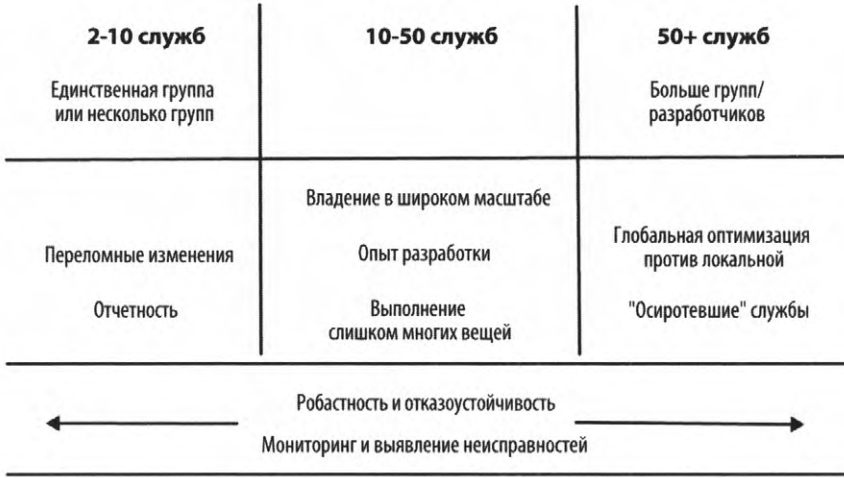 2-10 служб
10-50 служб
50+ служб
Единственная группа
или несколько групп
Больше групп/
разработчиков
Переломные изменения
Отчетность
Владение в широком масштабе
Опыт разработки
Выполнение
слишком многих вещей
Глобальная оптимизация
против локальной
"Осиротевшие" службы
Робастность и отказоустойчивость
Мониторинг и выявление неисправностей